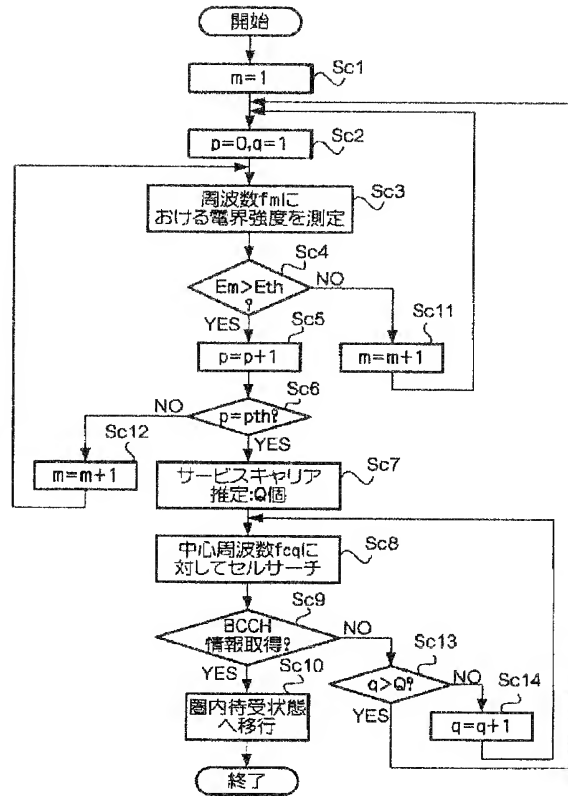 開始
Sc1
m=1
Sc2
p=0,q=1
周波数fmに
おける電界強度を測定
Sc3
Sc4
Em>Eth
?
NO
YES
Sc5
Sc11
p=p+1
m=m+1
Sc6
NO
p=pth?
Sc12
YES
m=m+1
サービスキャリア
推定:Q個
Sc7
中心周波数fcqに
対してセルサーチ
Sc8
Sc9
BCCH
情報取得?
NO
YES
Sc10
Sc13
q>Q?
NO
Sc14
YES
圏内待受状態
へ移行
q=q+1
終了